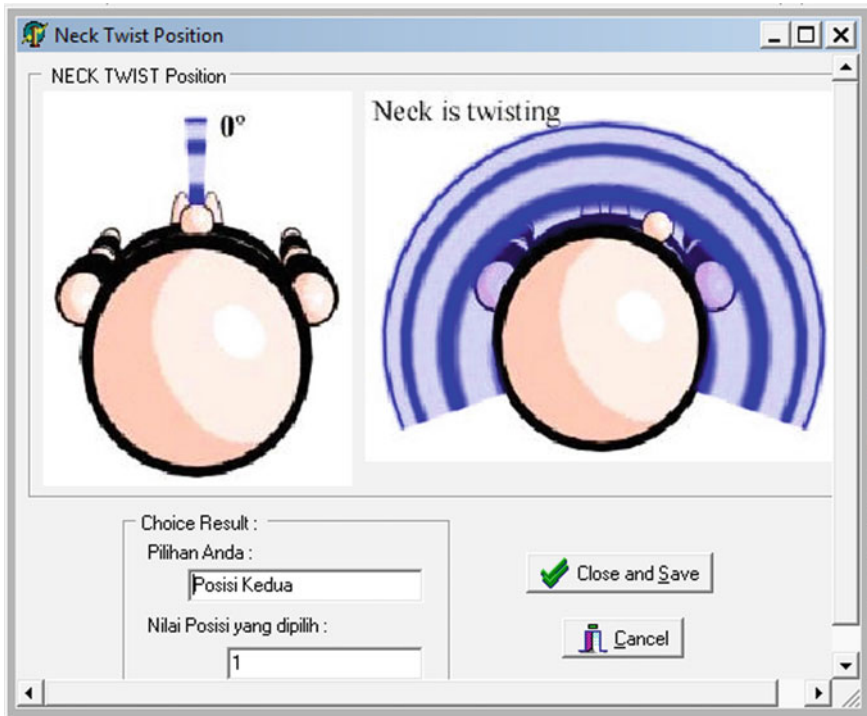 Neck Twist Position
NECK TWIST Position
0°
Neck is twisting
Choice Result :
Pilihan Anda :
Posisi Kedua
Nilai Posisi yang dipilih :
1
Close and Save
Cancel